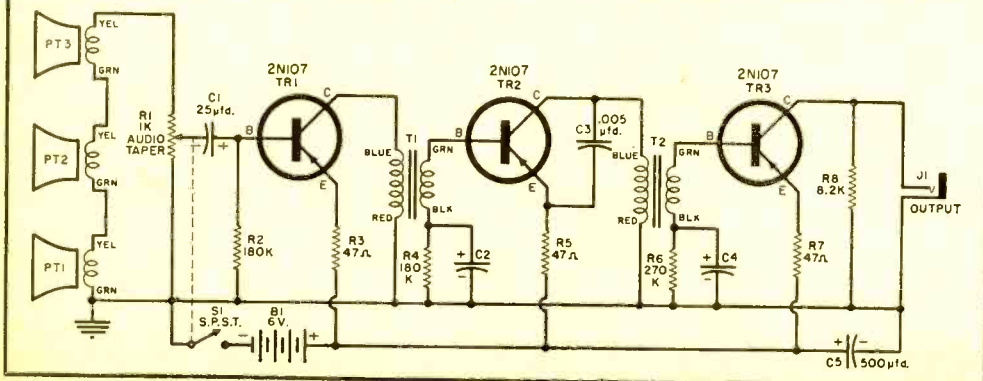 PT3
YEL
GRN
PT2
YEL
GRN
PT1
YEL
GRN
R1
1K
AUDIO
TAPER
C1
25µfd.
- +
R2
180K
S1
S.P.S.T.
- B1 +
6V.
2N107
TR1
B
C
E
R3
47Ω
T1
BLUE
RED
GRN
BLK
R4
180
K
+
-
C2
2N107
TR2
B
C
E
C3
.005
µfd.
R5
47Ω
T2
BLUE
RED
GRN
BLK
R6
270
K
+
-
C4
2N107
TR3
B
C
E
R7
47Ω
R8
8.2K
J1
OUTPUT
+ -
C5 500µfd.